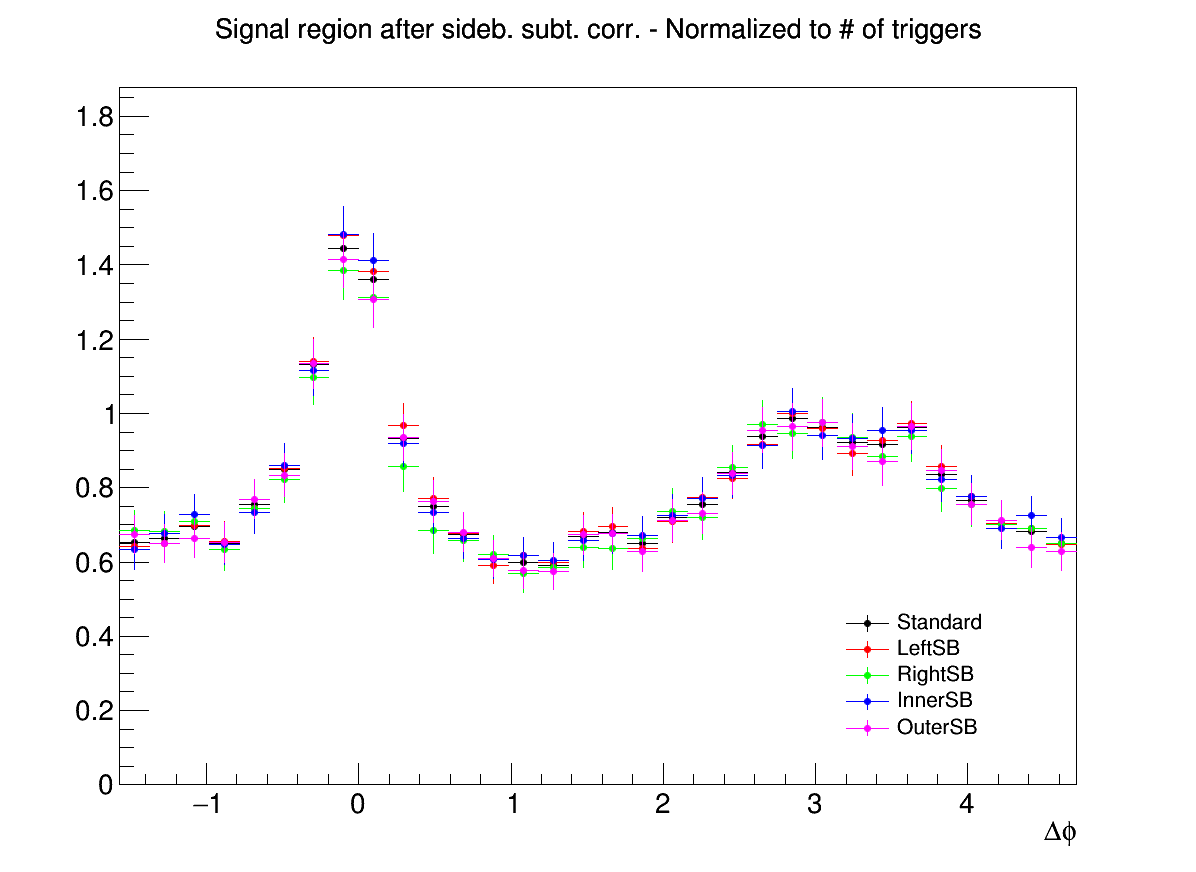 Signal region after sideb. subt. corr. - Normalized to # of triggers
1.8
1.6
1.4
1.2
1
0.8
0.6
0.4
0.2
0
−1 0 1 2 3 4
Δϕ
Standard
LeftSB
RightSB
InnerSB
OuterSB